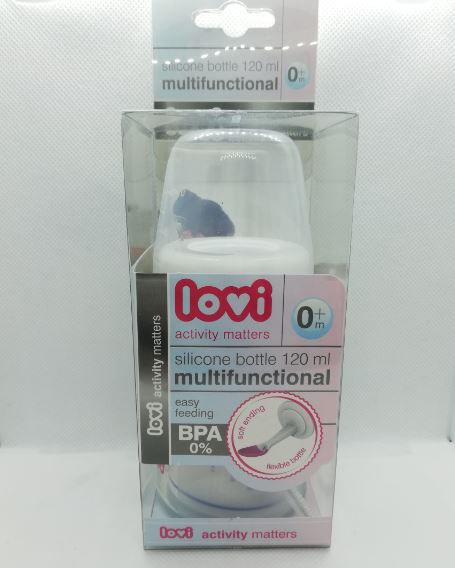 lovi
silicone bottle 120 ml
multifunctional
0+
m
lovi
activity matters
0+
m
lovi activity matters
silicone bottle 120 ml
multifunctional
easy
feeding
BPA
0%
soft ending
flexible bottle
lovi activity matters